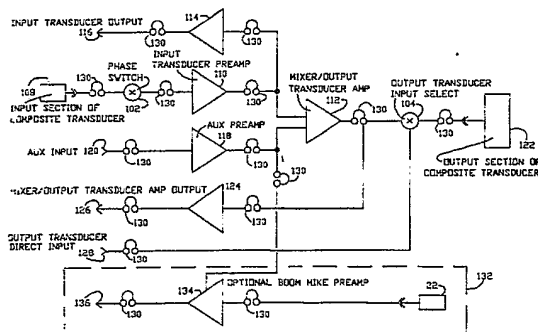 INPUT TRANSDUCER OUTPUT
114
116
130
130
PHASE SWITCH
INPUT TRANSDUCER PREAMP
110
108
130
102
130
130
INPUT SECTION OF COMPOSITE TRANSDUCER
MIXER/OUTPUT TRANSDUCER AMP
112
130
OUTPUT TRANSDUCER INPUT SELECT
104
130
122
OUTPUT SECTION OF COMPOSITE TRANSDUCER
AUX PREAMP
118
AUX INPUT
120
130
130
130
MIXER/OUTPUT TRANSDUCER AMP OUTPUT
124
126
130
130
OUTPUT TRANSDUCER DIRECT INPUT
128
130
132
134
OPTIONAL BOOM MIKE PREAMP
22
136
130
130